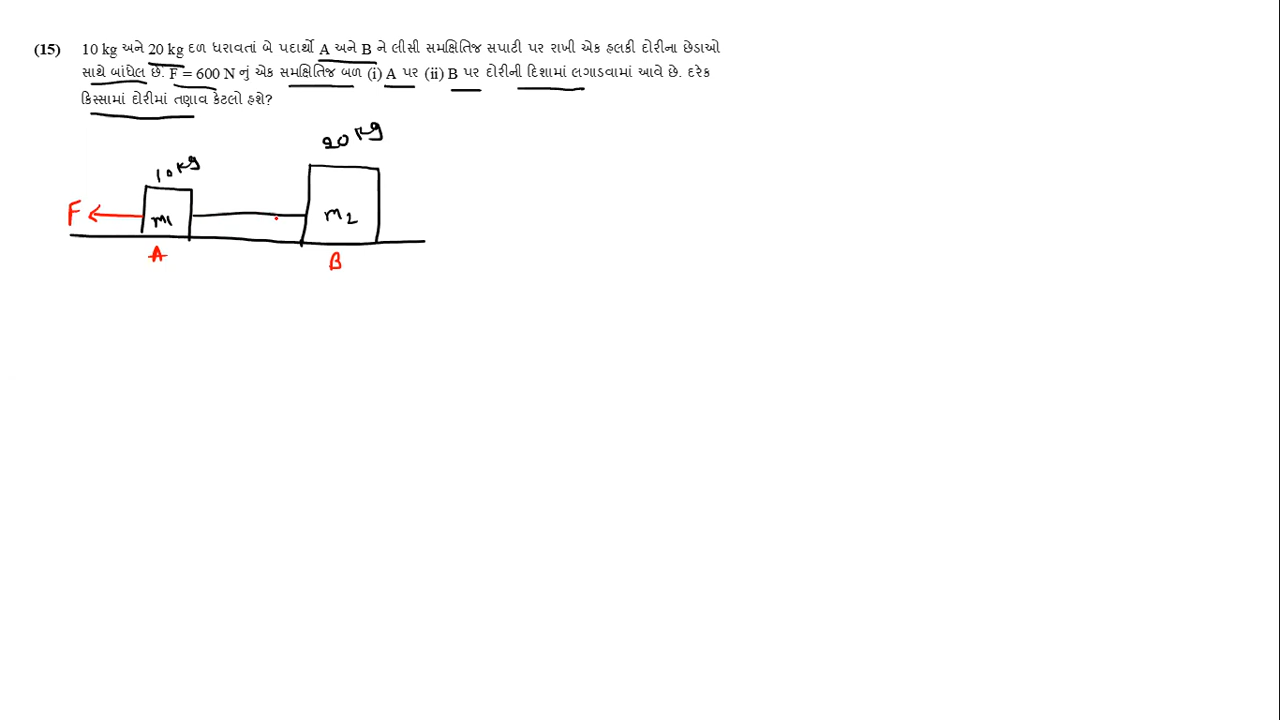 (15) 10 kg અને 20 kg દળ ધરાવતાં બે પદાર્થો A અને B ને લીસી સમક્ષિતિજ સપાટી પર રાખી એક હલકી દોરીના છેડાઓ
સાથે બાંધેલ છે. F = 600 N નું એક સમક્ષિતિજ બળ (i) A પર (ii) B પર દોરીની દિશામાં લગાડવામાં આવે છે. દરેક
કિસ્સામાં દોરીમાં તણાવ કેટલો હશે?
10 kg 20 kg
F m1 m2
A B